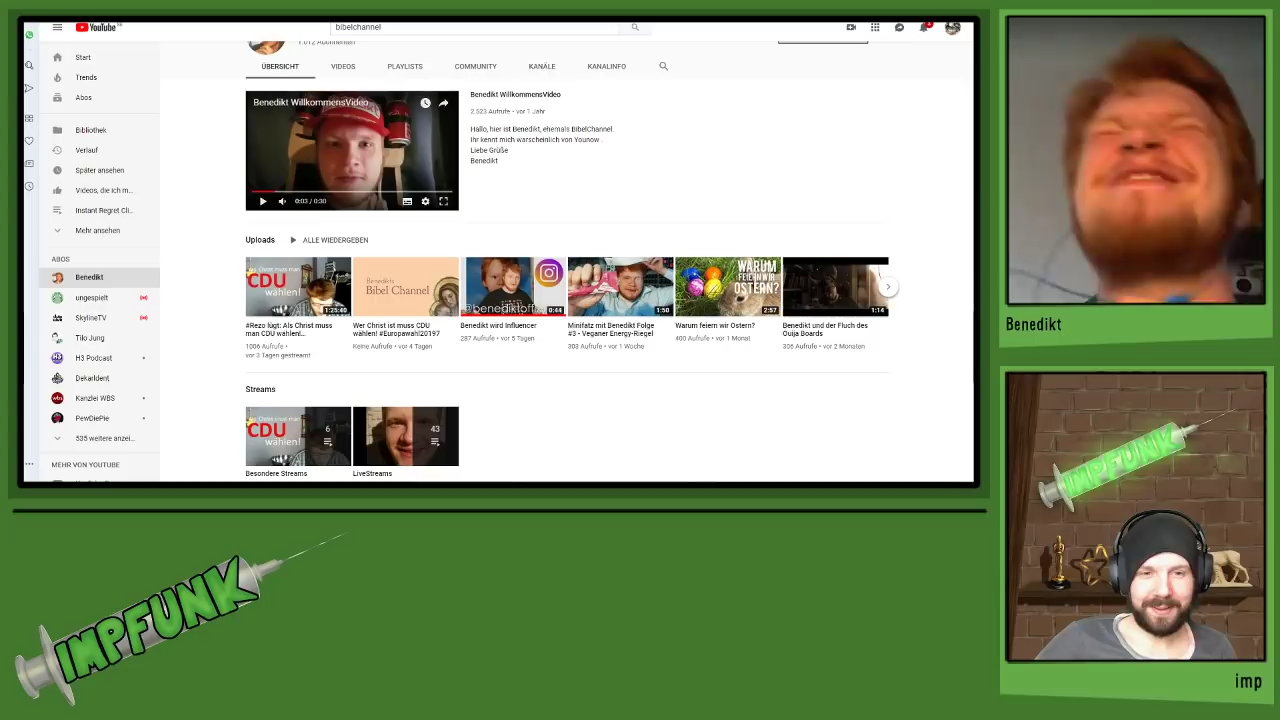 YouTube
bibelchannel
1.012 Abonnenten
Start
Trends
Abos
Bibliothek
Verlauf
Später ansehen
Videos, die ich m...
Instant Regret Cli...
Mehr ansehen
ABOS
Benedikt
ungespielt
SkylineTV
Tilo Jung
H3 Podcast
Dekarldent
Kanzlei WBS
PewDiePie
535 weitere anzei...
MEHR VON YOUTUBE
ÜBERSICHT
VIDEOS
PLAYLISTS
COMMUNITY
KANÄLE
KANALINFO
Benedikt WillkommensVideo
0:03 / 0:30
Benedikt WillkommensVideo
2.523 Aufrufe • vor 1 Jahr
Hallo, hier ist Benedikt, ehemals BibelChannel.
Ihr kennt mich warscheinlich von Younow .
Liebe Grüße
Benedikt
Uploads
ALLE WIEDERGEBEN
CDU
wählen!
1:25:40
#Rezo lügt: Als Christ muss
man CDU wählen!...
1006 Aufrufe •
vor 3 Tagen gestreamt
Benedikts
Bibel Channel
Wer Christ ist muss CDU
wählen! #Europawahl2019?
Keine Aufrufe • vor 4 Tagen
0:44
Benedikt wird Influencer
287 Aufrufe • vor 5 Tagen
1:50
Minifatz mit Benedikt Folge
#3 - Veganer Energy-Riegel
303 Aufrufe • vor 1 Woche
WARUM
FEIERN WIR
OSTERN?
2:57
Warum feiern wir Ostern?
400 Aufrufe • vor 1 Monat
1:14
Benedikt und der Fluch des
Ouija Boards
306 Aufrufe • vor 2 Monaten
Streams
CDU
wählen!
6
Besondere Streams
43
LiveStreams
Benedikt
IMPFUNK
imp
IMPFUNK